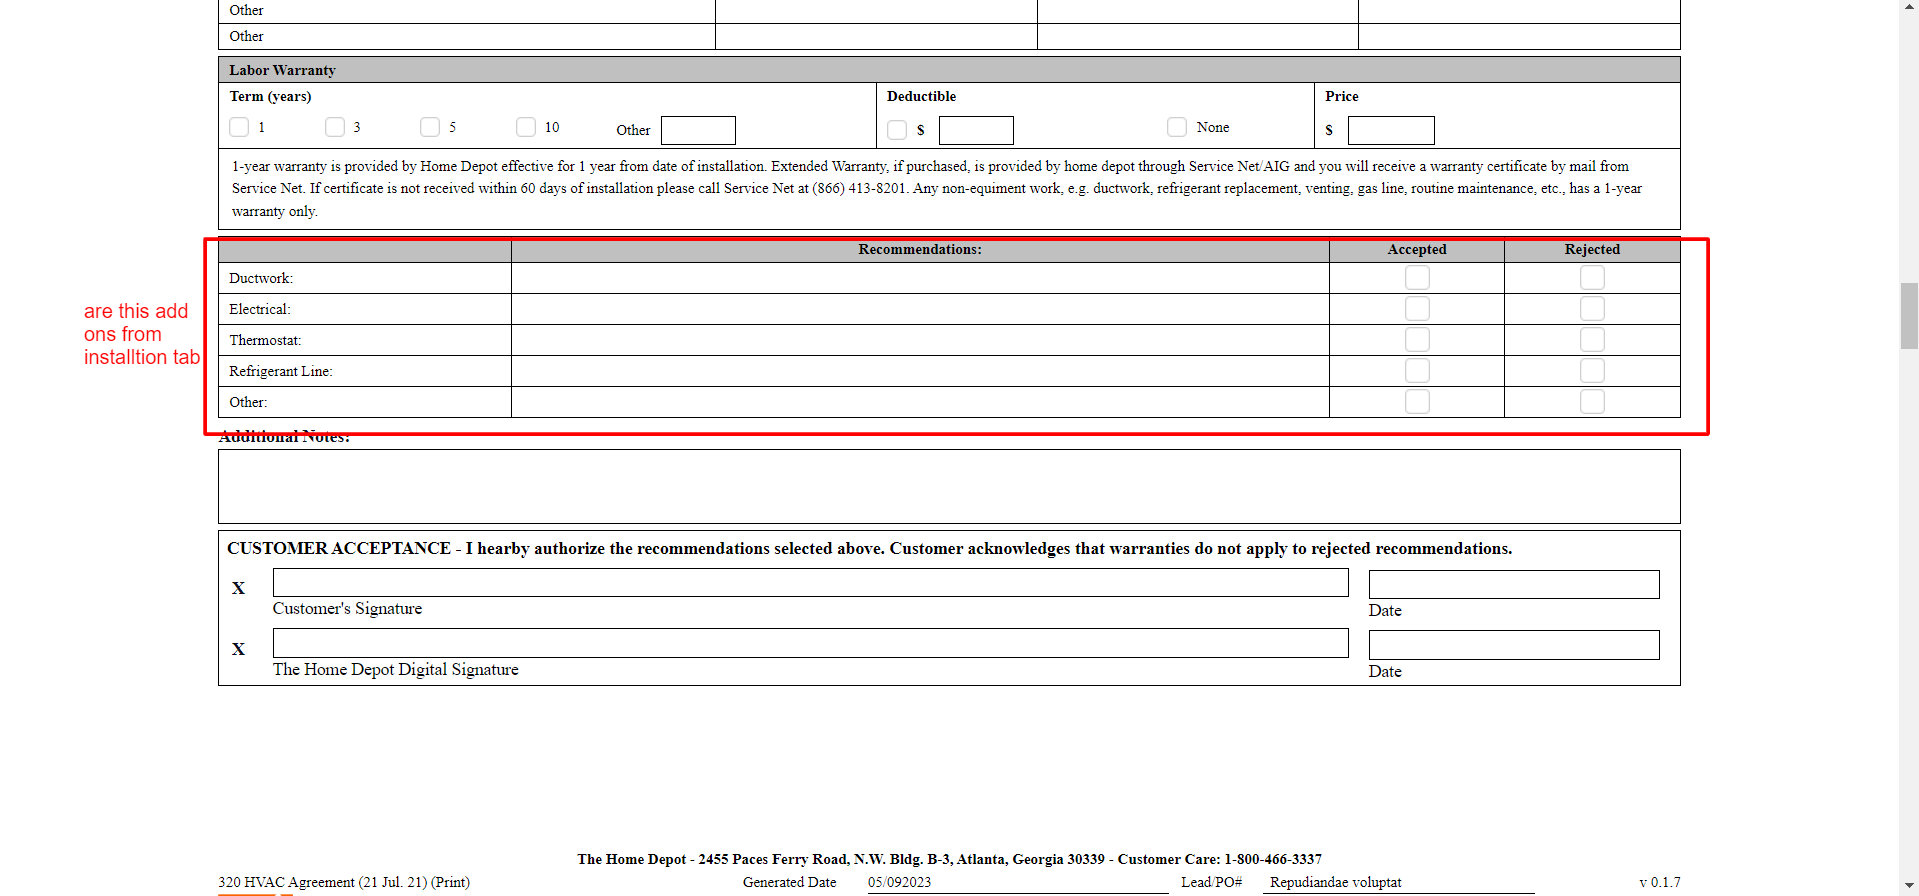 Other
Other
Labor Warranty
Term (years) Deductible Price
1 3 5 10 Other $ None $
1-year warranty is provided by Home Depot effective for 1 year from date of installation. Extended Warranty, if purchased, is provided by home depot through Service Net/AIG and you will receive a warranty certificate by mail from
Service Net. If certificate is not received within 60 days of installation please call Service Net at (866) 413-8201. Any non-equiment work, e.g. ductwork, refrigerant replacement, venting, gas line, routine maintenance, etc., has a 1-year
warranty only.
Recommendations: Accepted Rejected
Ductwork:
Electrical:
Thermostat:
Refrigerant Line:
Other:
are this add
ons from
installtion tab
Additional Notes:
CUSTOMER ACCEPTANCE - I hearby authorize the recommendations selected above. Customer acknowledges that warranties do not apply to rejected recommendations.
X
Customer's Signature Date
X
The Home Depot Digital Signature Date
The Home Depot - 2455 Paces Ferry Road, N.W. Bldg. B-3, Atlanta, Georgia 30339 - Customer Care: 1-800-466-3337
320 HVAC Agreement (21 Jul. 21) (Print) Generated Date 05/092023 Lead/PO# Repudiandae voluptat v 0.1.7